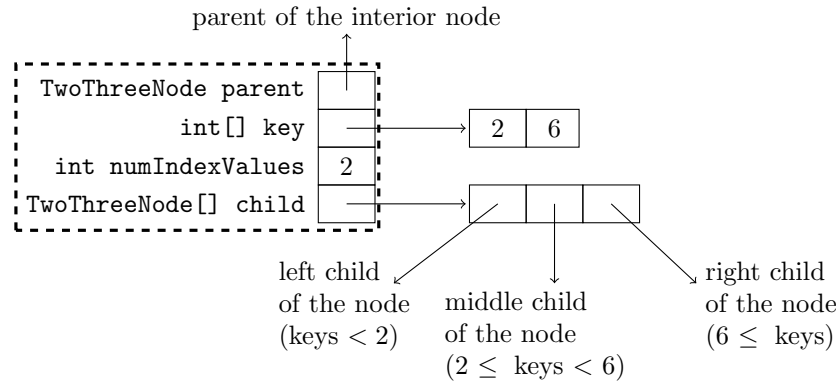 parent of the interior node
TwoThreeNode parent
int[] key
2 6
int numIndexValues 2
TwoThreeNode[] child
left child
of the node
(keys < 2)
middle child
of the node
(2 ≤ keys < 6)
right child
of the node
(6 ≤ keys)